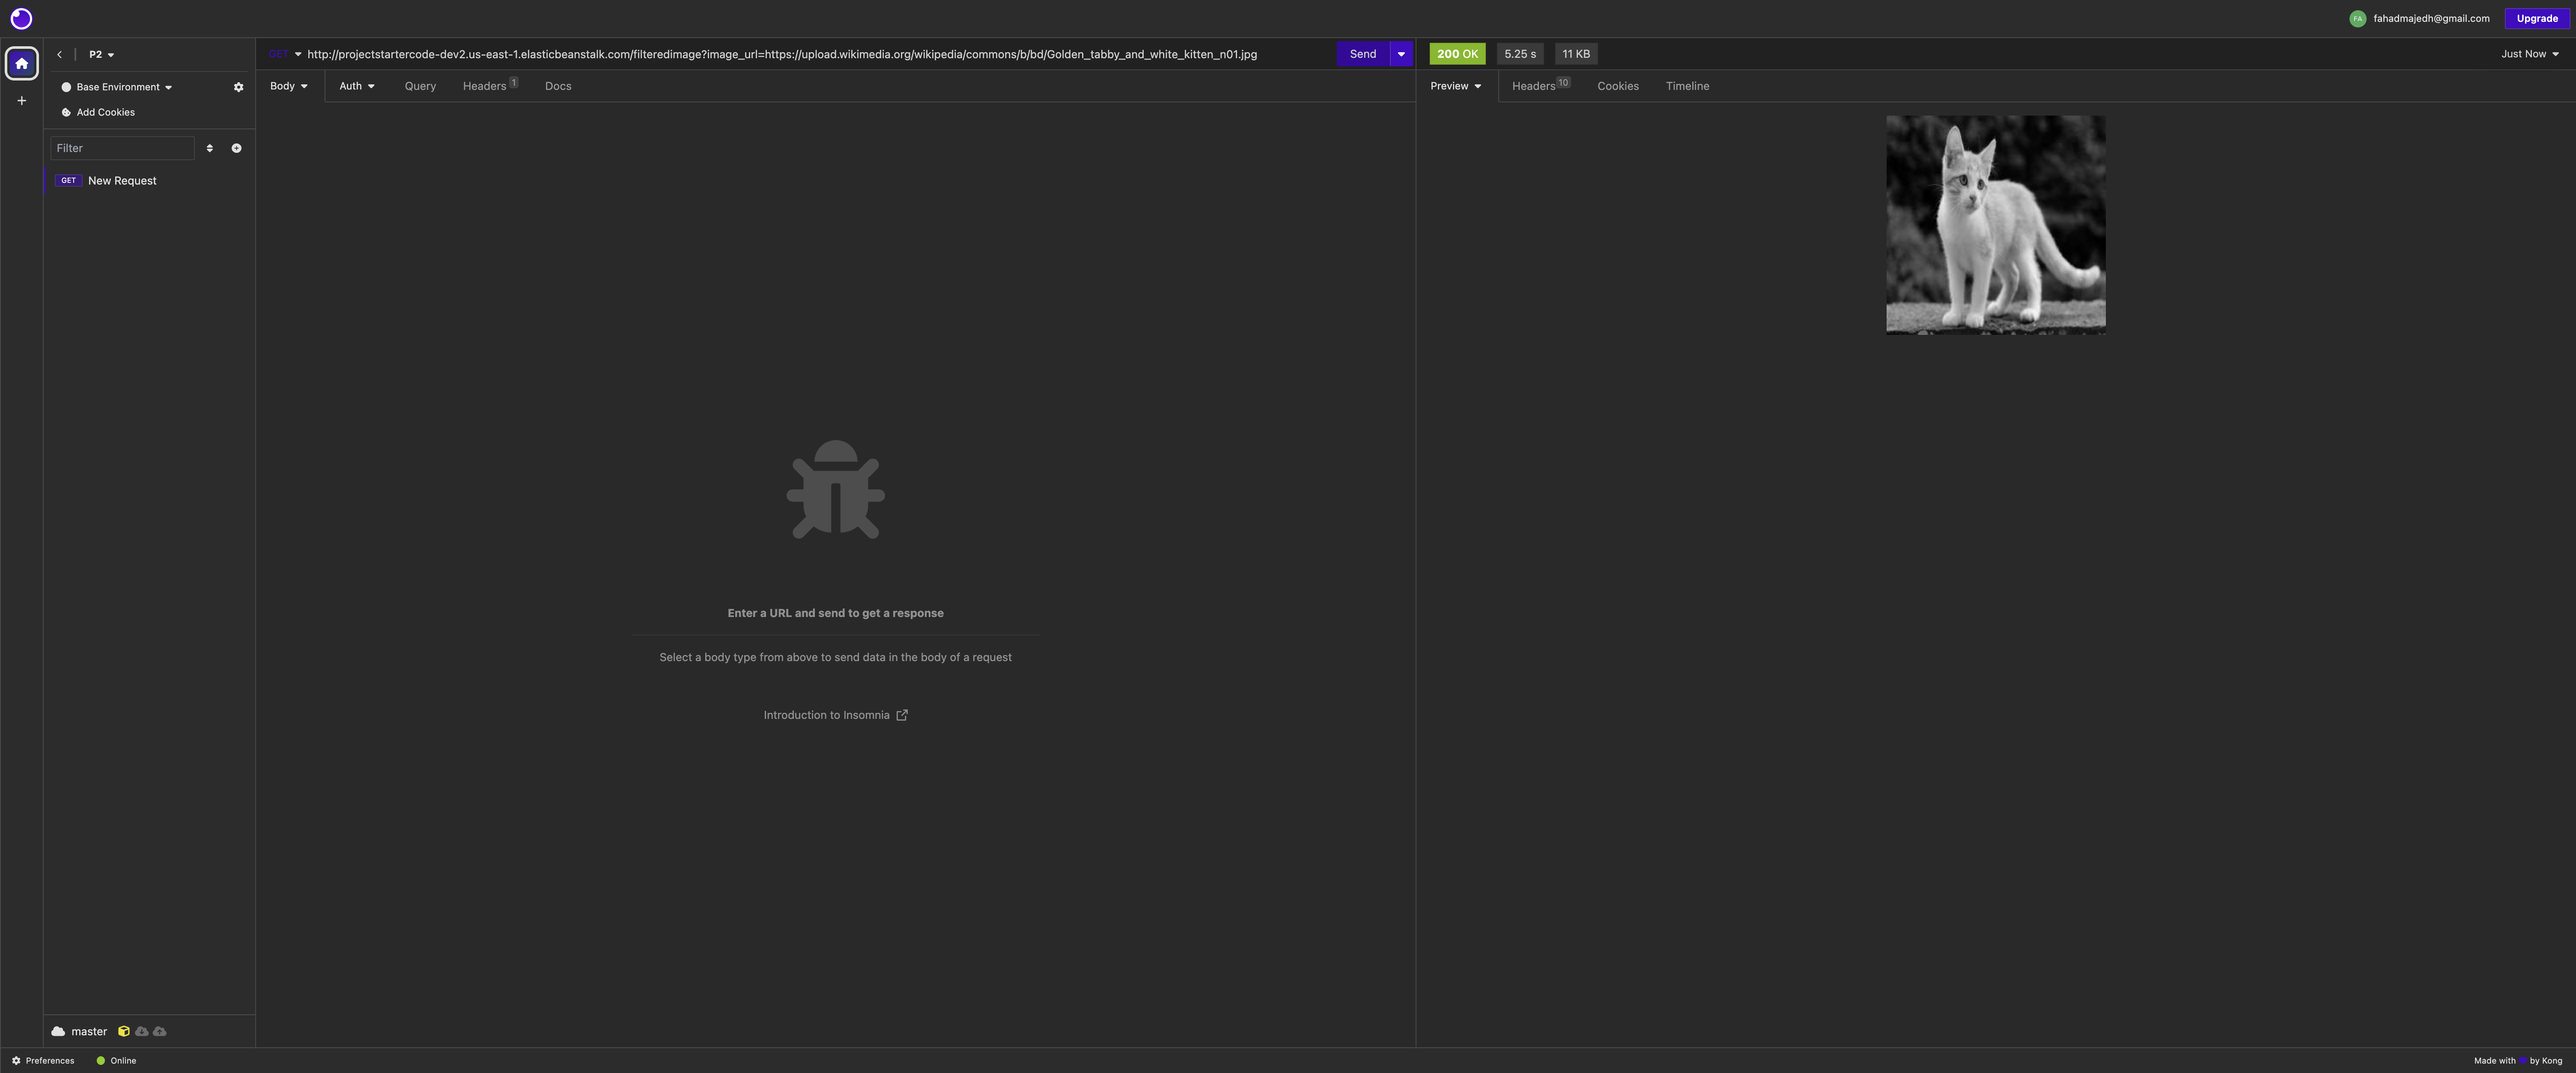 FA fahadmajedh@gmail.com Upgrade
P2
GET http://projectstartercode-dev2.us-east-1.elasticbeanstalk.com/filteredimage?image_url=https://upload.wikimedia.org/wikipedia/commons/b/bd/Golden_tabby_and_white_kitten_n01.jpg Send
200 OK 5.25 s 11 KB Just Now
Base Environment
Add Cookies
Filter
GET New Request
Body Auth Query Headers 1 Docs
Preview Headers 10 Cookies Timeline
Enter a URL and send to get a response
Select a body type from above to send data in the body of a request
Introduction to Insomnia
master
Preferences Online
Made with by Kong